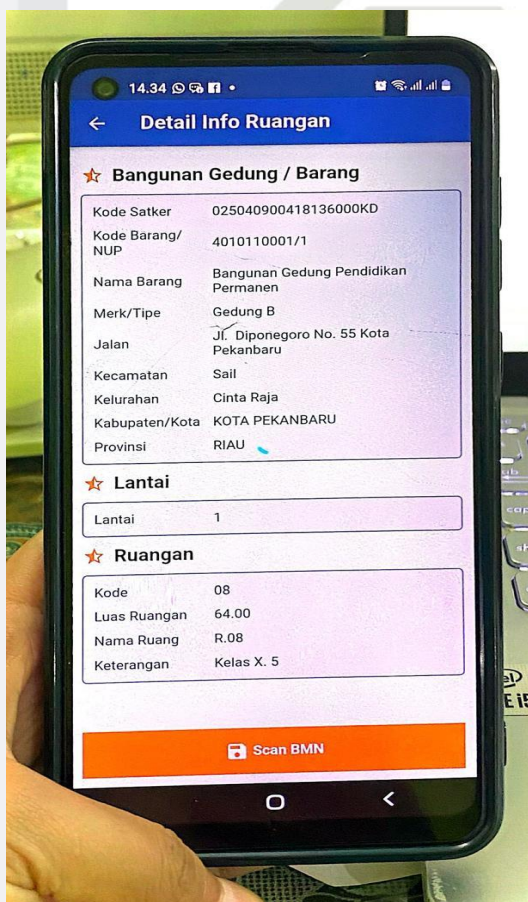 14.34
← Detail Info Ruangan
Bangunan Gedung / Barang
Kode Satker 025040900418136000KD
Kode Barang/
NUP 4010110001/1
Nama Barang Bangunan Gedung Pendidikan
Permanen
Merk/Tipe Gedung B
Jalan Jl. Diponegoro No. 55 Kota
Pekanbaru
Kecamatan Sail
Kelurahan Cinta Raja
Kabupaten/Kota KOTA PEKANBARU
Provinsi RIAU
Lantai
Lantai 1
Ruangan
Kode 08
Luas Ruangan 64.00
Nama Ruang R.08
Keterangan Kelas X. 5
Scan BMN